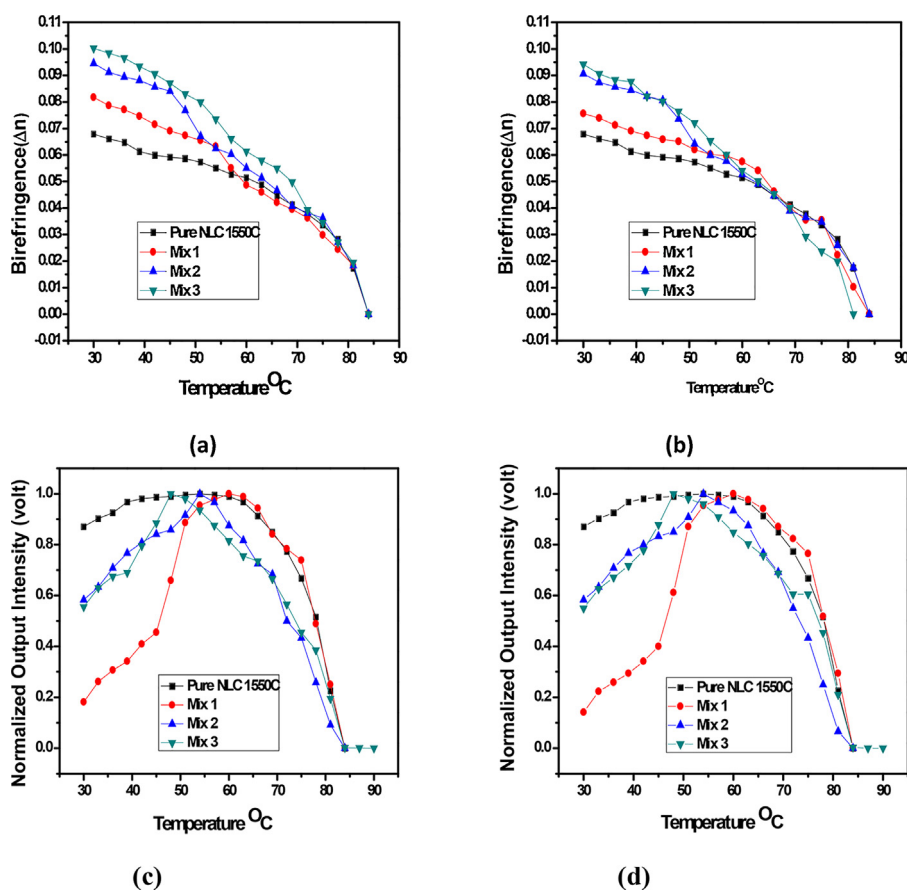 0.11
0.10
0.09
0.08
0.07
0.06
0.05
0.04
0.03
0.02
0.01
0.00
-0.01
Birefringence(Δn)
Pure NLC 1550C
Mix 1
Mix 2
Mix 3
30 40 50 60 70 80 90
Temperature °C
(a)
0.11
0.10
0.09
0.08
0.07
0.06
0.05
0.04
0.03
0.02
0.01
0.00
-0.01
Birefringence(Δn)
Pure NLC 1550C
Mix 1
Mix 2
Mix 3
30 40 50 60 70 80 90
Temperature°C
(b)
1.0
0.8
0.6
0.4
0.2
0.0
Normalized Output Intensity (volt)
Pure NLC 1550C
Mix 1
Mix 2
Mix 3
30 40 50 60 70 80 90
Temperature °C
(c)
1.0
0.8
0.6
0.4
0.2
0.0
Normalized Output Intensity (volt)
Pure NLC 1550C
Mix 1
Mix 2
Mix 3
30 40 50 60 70 80 90
Temperature °C
(d)